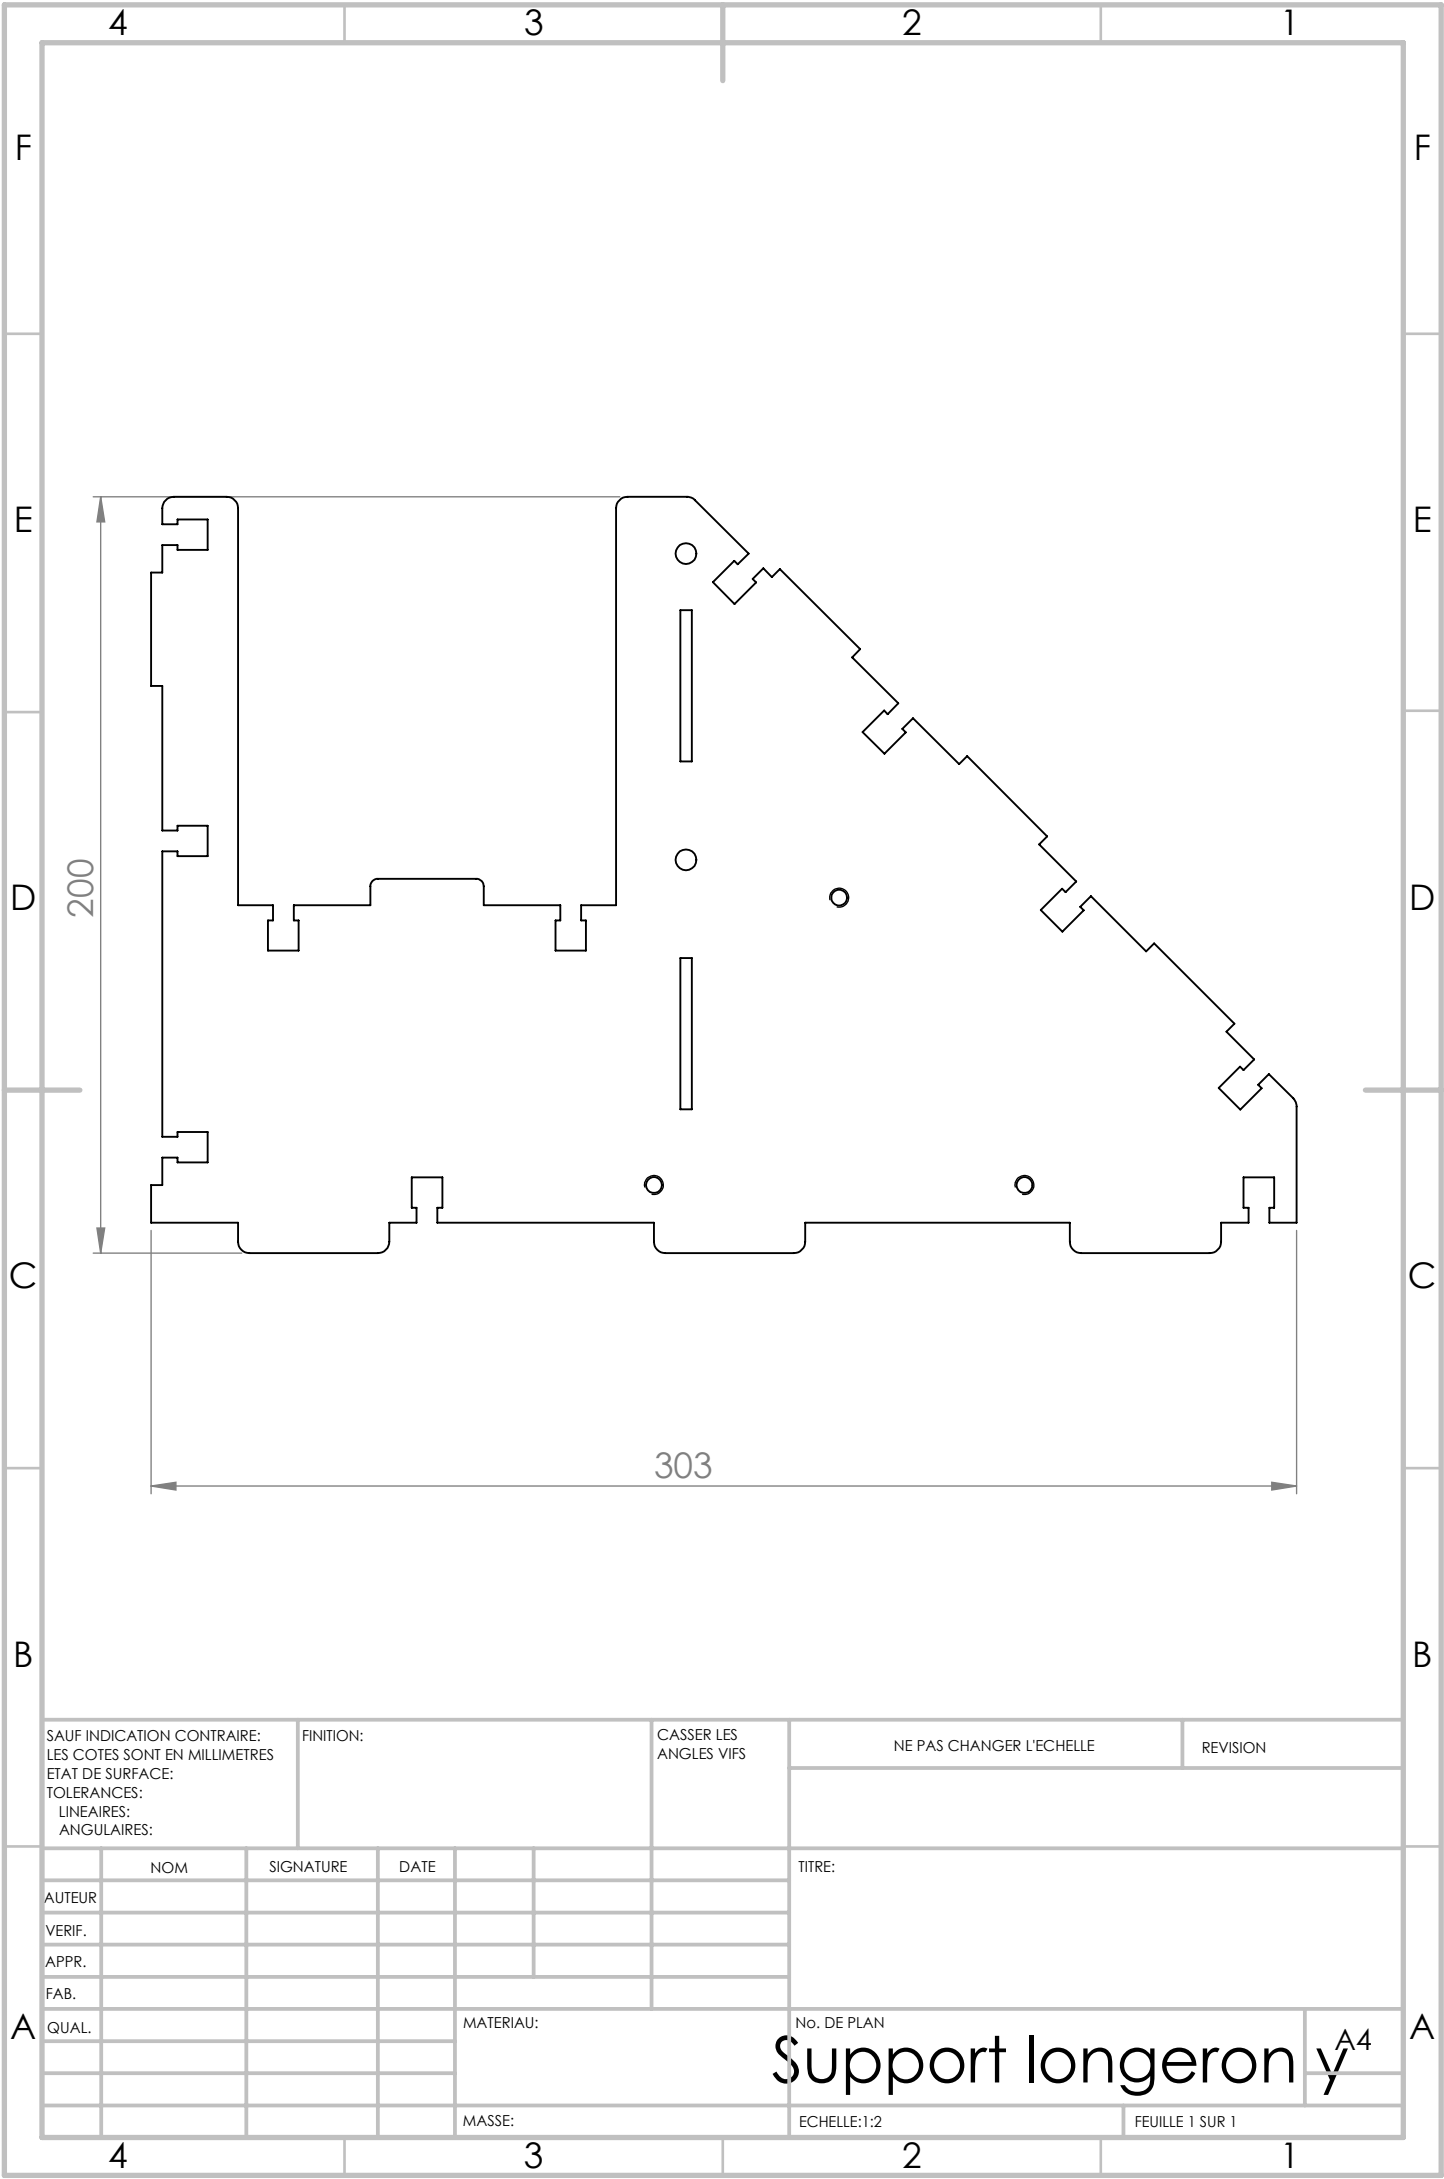 4 3 2 1
F F
E E
200
D D
C C
303
B B
SAUF INDICATION CONTRAIRE:
LES COTES SONT EN MILLIMETRES
ETAT DE SURFACE:
TOLERANCES:
LINEAIRES:
ANGULAIRES:
FINITION:
CASSER LES
ANGLES VIFS
NE PAS CHANGER L'ECHELLE
REVISION
NOM SIGNATURE DATE
TITRE:
AUTEUR
VERIF.
APPR.
FAB.
A A
QUAL.
MATERIAU:
No. DE PLAN
Support longeron y
A4
MASSE:
ECHELLE:1:2
FEUILLE 1 SUR 1
4 3 2 1